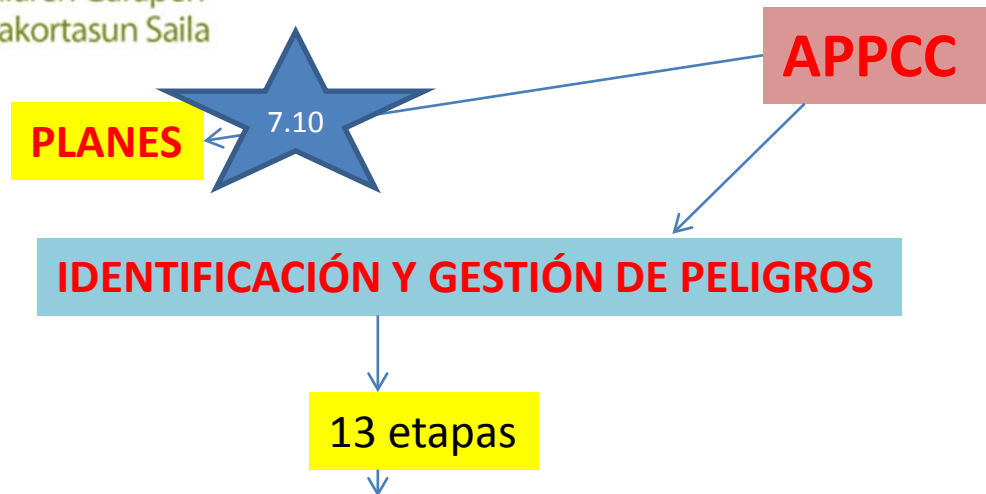 akortasun Saila
APPCC
7.10
PLANES
IDENTIFICACIÓN Y GESTIÓN DE PELIGROS
13 etapas